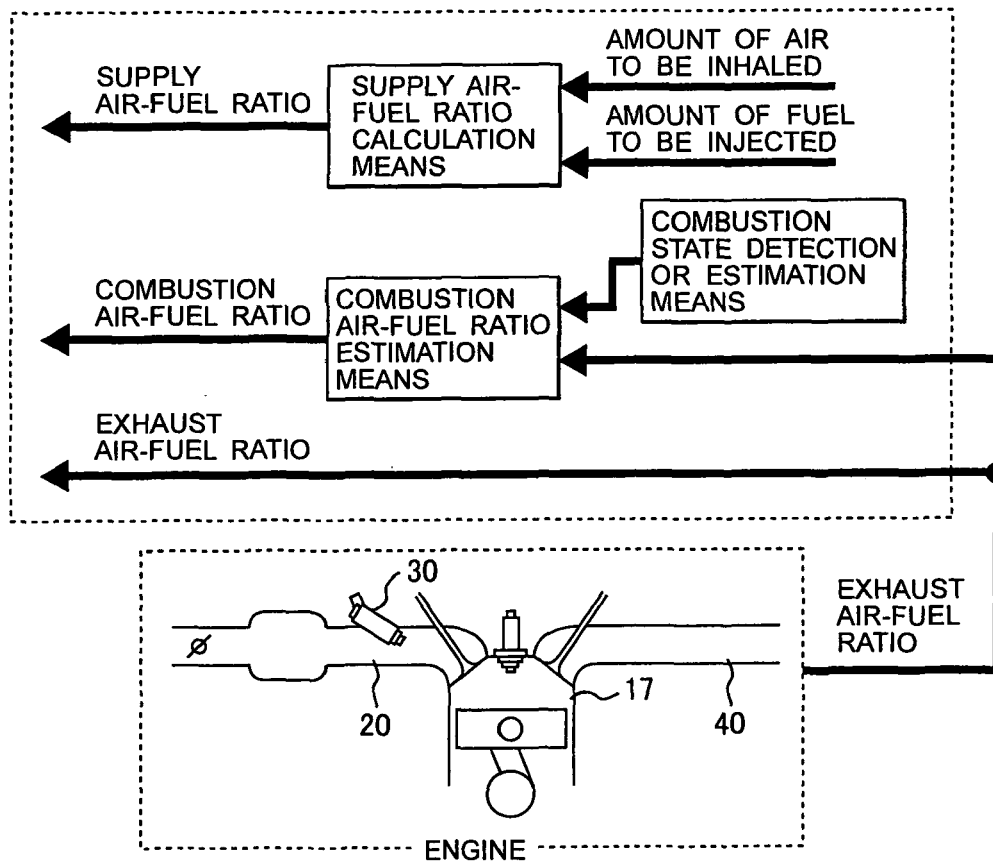 SUPPLY
AIR-FUEL RATIO
SUPPLY AIR-
FUEL RATIO
CALCULATION
MEANS
AMOUNT OF AIR
TO BE INHALED
AMOUNT OF FUEL
TO BE INJECTED
COMBUSTION
STATE DETECTION
OR ESTIMATION
MEANS
COMBUSTION
AIR-FUEL RATIO
COMBUSTION
AIR-FUEL RATIO
ESTIMATION
MEANS
EXHAUST
AIR-FUEL RATIO
30
20
17
40
EXHAUST
AIR-FUEL
RATIO
ENGINE